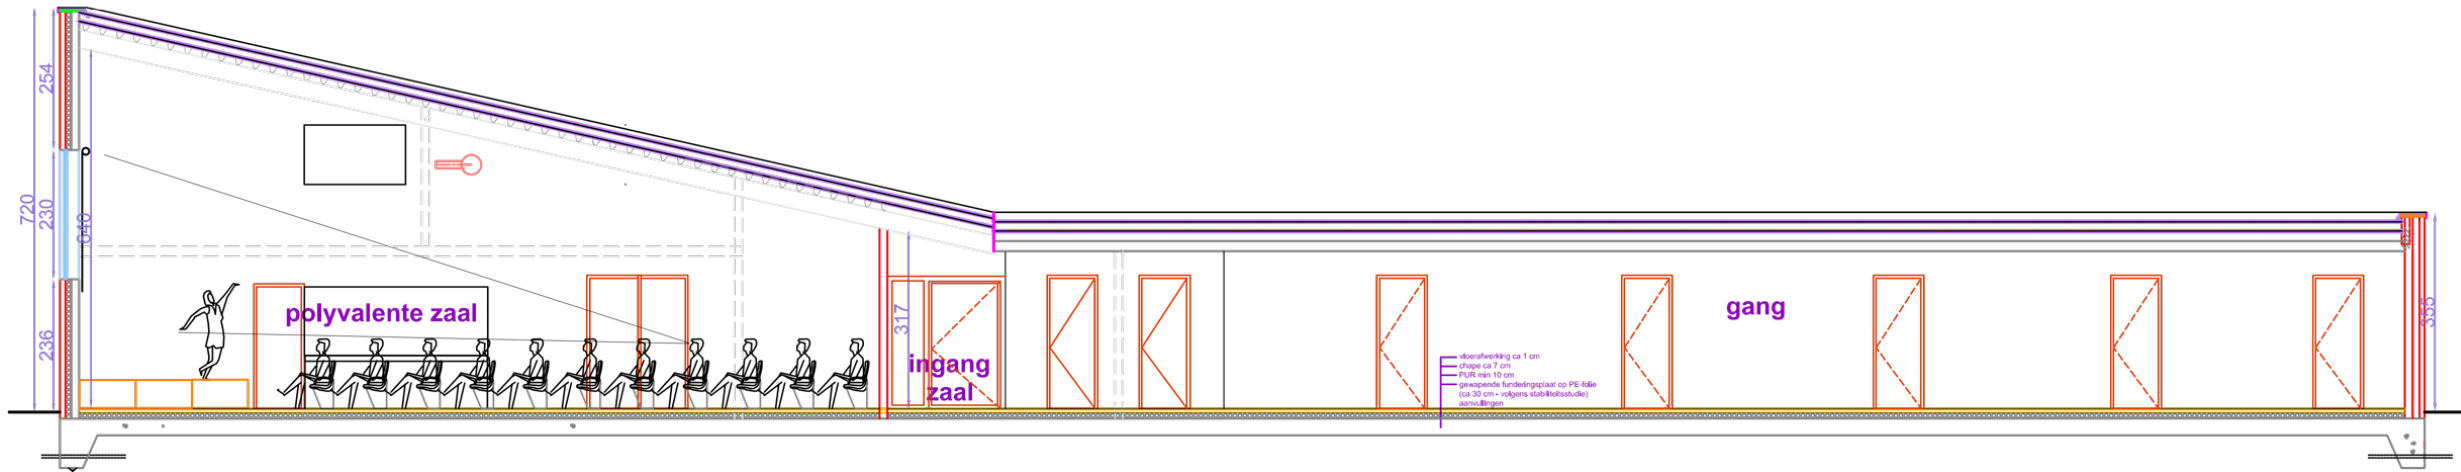 720
254
230
236
640
polyvalente zaal
317
ingang
zaal
gang
vloerafwerking ca 1 cm
chape ca 7 cm
PUR min 10 cm
gewapende funderingsplaat op PE-folie
(ca 30 cm - volgens stabiliteitsstudie)
aanvullingen
355